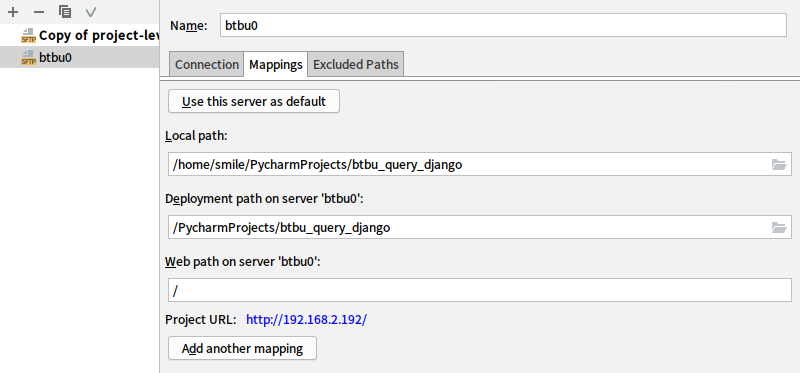 Copy of project-lev
SFTP
btbu0
SFTP
Name: btbu0
Connection Mappings Excluded Paths
Use this server as default
Local path:
/home/smile/PycharmProjects/btbu_query_django
Deployment path on server 'btbu0':
/PycharmProjects/btbu_query_django
Web path on server 'btbu0':
/
Project URL: http://192.168.2.192/
Add another mapping